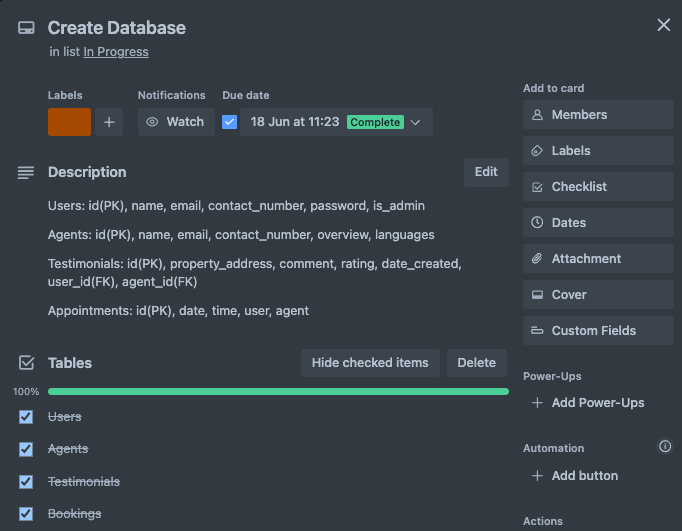 Create Database
in list In Progress
Labels
Notifications
Due date
Watch
18 Jun at 11:23 Complete
Description
Edit
Users: id(PK), name, email, contact_number, password, is_admin
Agents: id(PK), name, email, contact_number, overview, languages
Testimonials: id(PK), property_address, comment, rating, date_created,
user_id(FK), agent_id(FK)
Appointments: id(PK), date, time, user, agent
Tables
Hide checked items
Delete
100%
Users
Agents
Testimonials
Bookings
Add to card
Members
Labels
Checklist
Dates
Attachment
Cover
Custom Fields
Power-Ups
+ Add Power-Ups
Automation
+ Add button
Actions